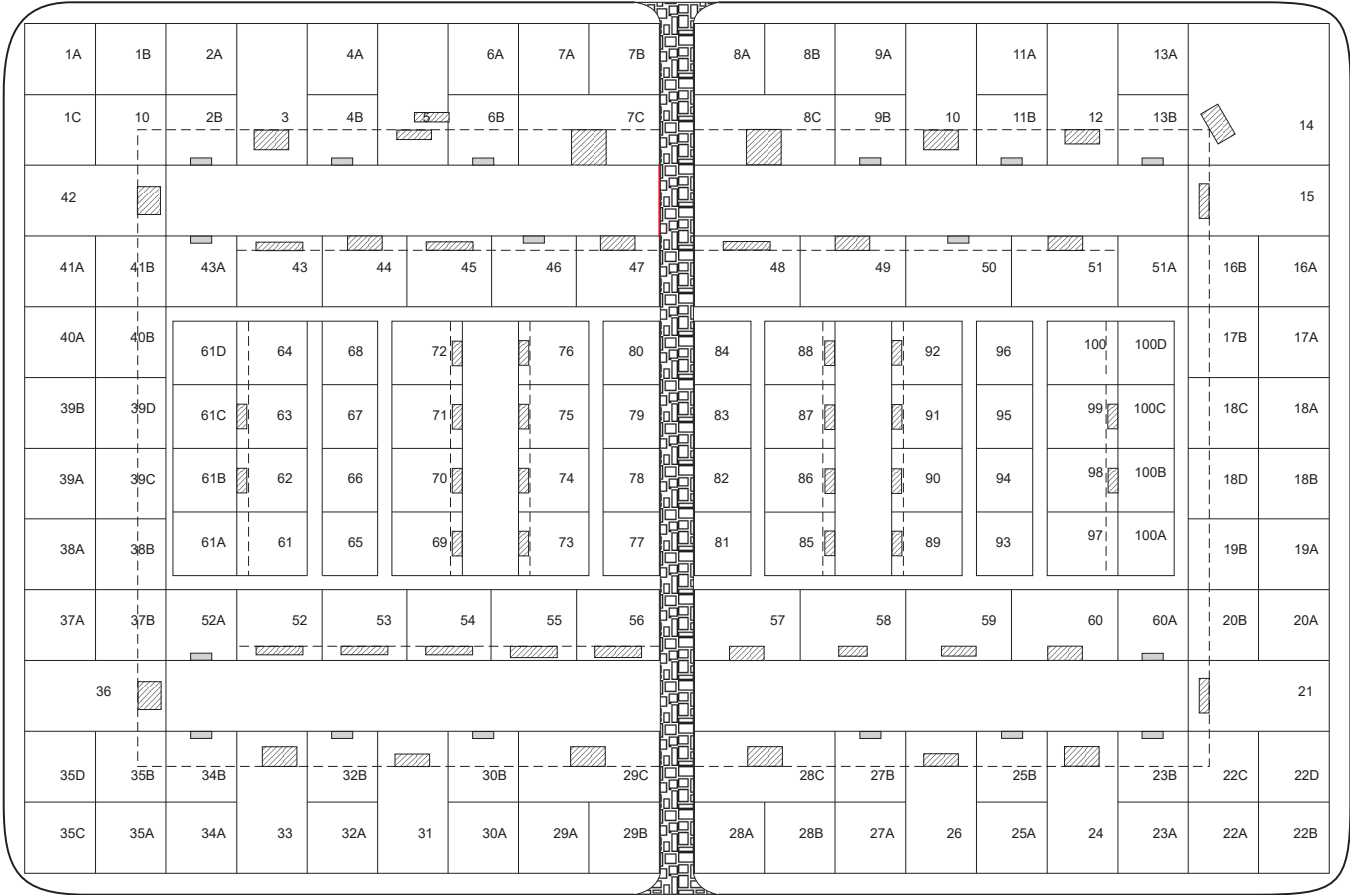 1A 1B 2A 4A 6A 7A 7B 8A 8B 9A 11A 13A
1C 10 2B 3 4B 5 6B 7C 8C 9B 10 11B 12 13B 14
42 15
41A 41B 43A 43 44 45 46 47 48 49 50 51 51A 16B 16A
40A 40B 17B 17A
61D 64 68 72 76 80 84 88 92 96 100 100D
39B 39D 18C 18A
61C 63 67 71 75 79 83 87 91 95 99 100C
39A 39C 18D 18B
61B 62 66 70 74 78 82 86 90 94 98 100B
38A 38B 19B 19A
61A 61 65 69 73 77 81 85 89 93 97 100A
37A 37B 52A 52 53 54 55 56 57 58 59 60 60A 20B 20A
36 21
35D 35B 34B 32B 30B 29C 28C 27B 25B 23B 22C 22D
35C 35A 34A 33 32A 31 30A 29A 29B 28A 28B 27A 26 25A 24 23A 22A 22B